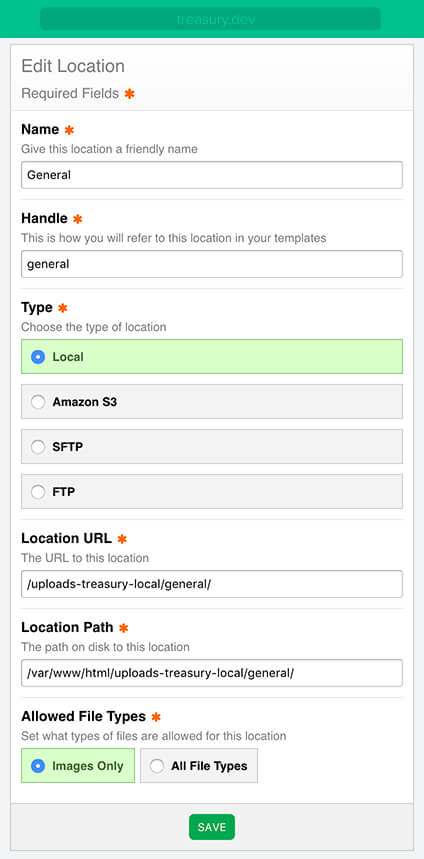 treasury.dev
Edit Location
Required Fields ✱
Name ✱
Give this location a friendly name
General
Handle ✱
This is how you will refer to this location in your templates
general
Type ✱
Choose the type of location
Local
Amazon S3
SFTP
FTP
Location URL ✱
The URL to this location
/uploads-treasury-local/general/
Location Path ✱
The path on disk to this location
/var/www/html/uploads-treasury-local/general/
Allowed File Types ✱
Set what types of files are allowed for this location
Images Only All File Types
SAVE